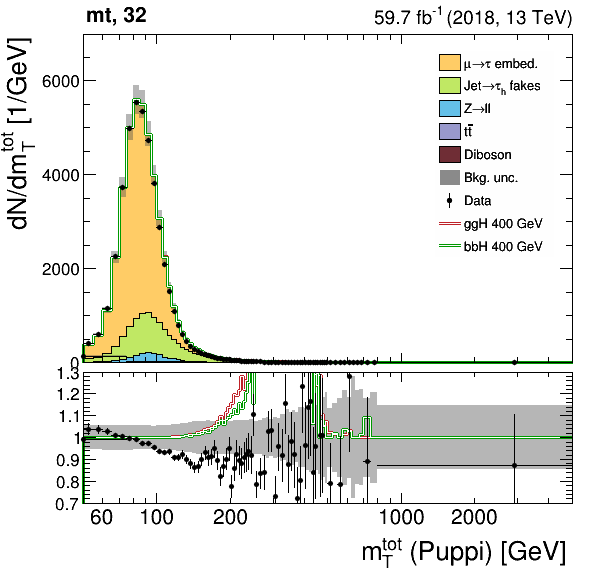 mt, 32
59.7 fb⁻¹ (2018, 13 TeV)
dN/dm_T^tot [1/GeV]
6000
4000
2000
0
μ→τ embed.
Jet→τ_h fakes
Z→ll
tt̄
Diboson
Bkg. unc.
Data
ggH 400 GeV
bbH 400 GeV
1.3
1.2
1.1
1
0.9
0.8
0.7
60 100 200 1000 2000
m_T^tot (Puppi) [GeV]